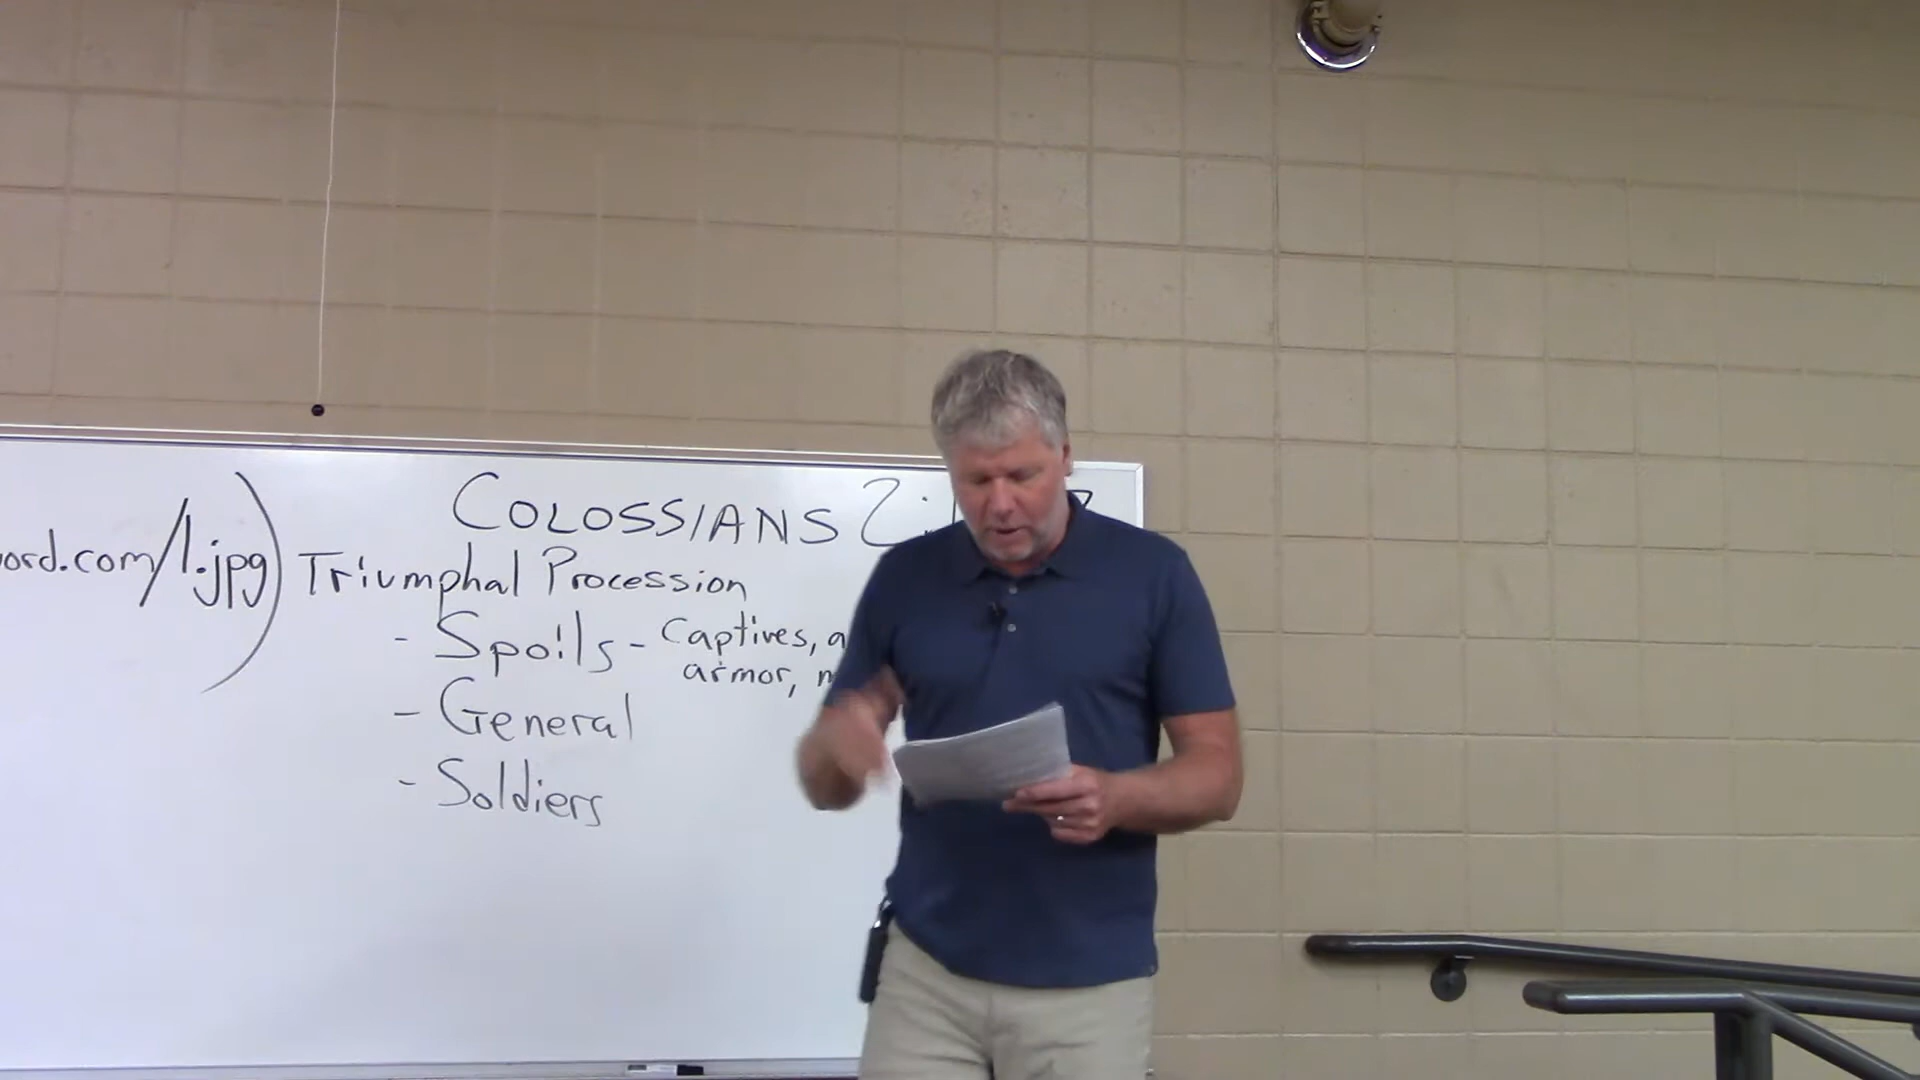 COLOSSIANS
ord.com/1.jpg) Triumphal Procession
- Spoils - Captives,
armor,
- General
- Soldiers